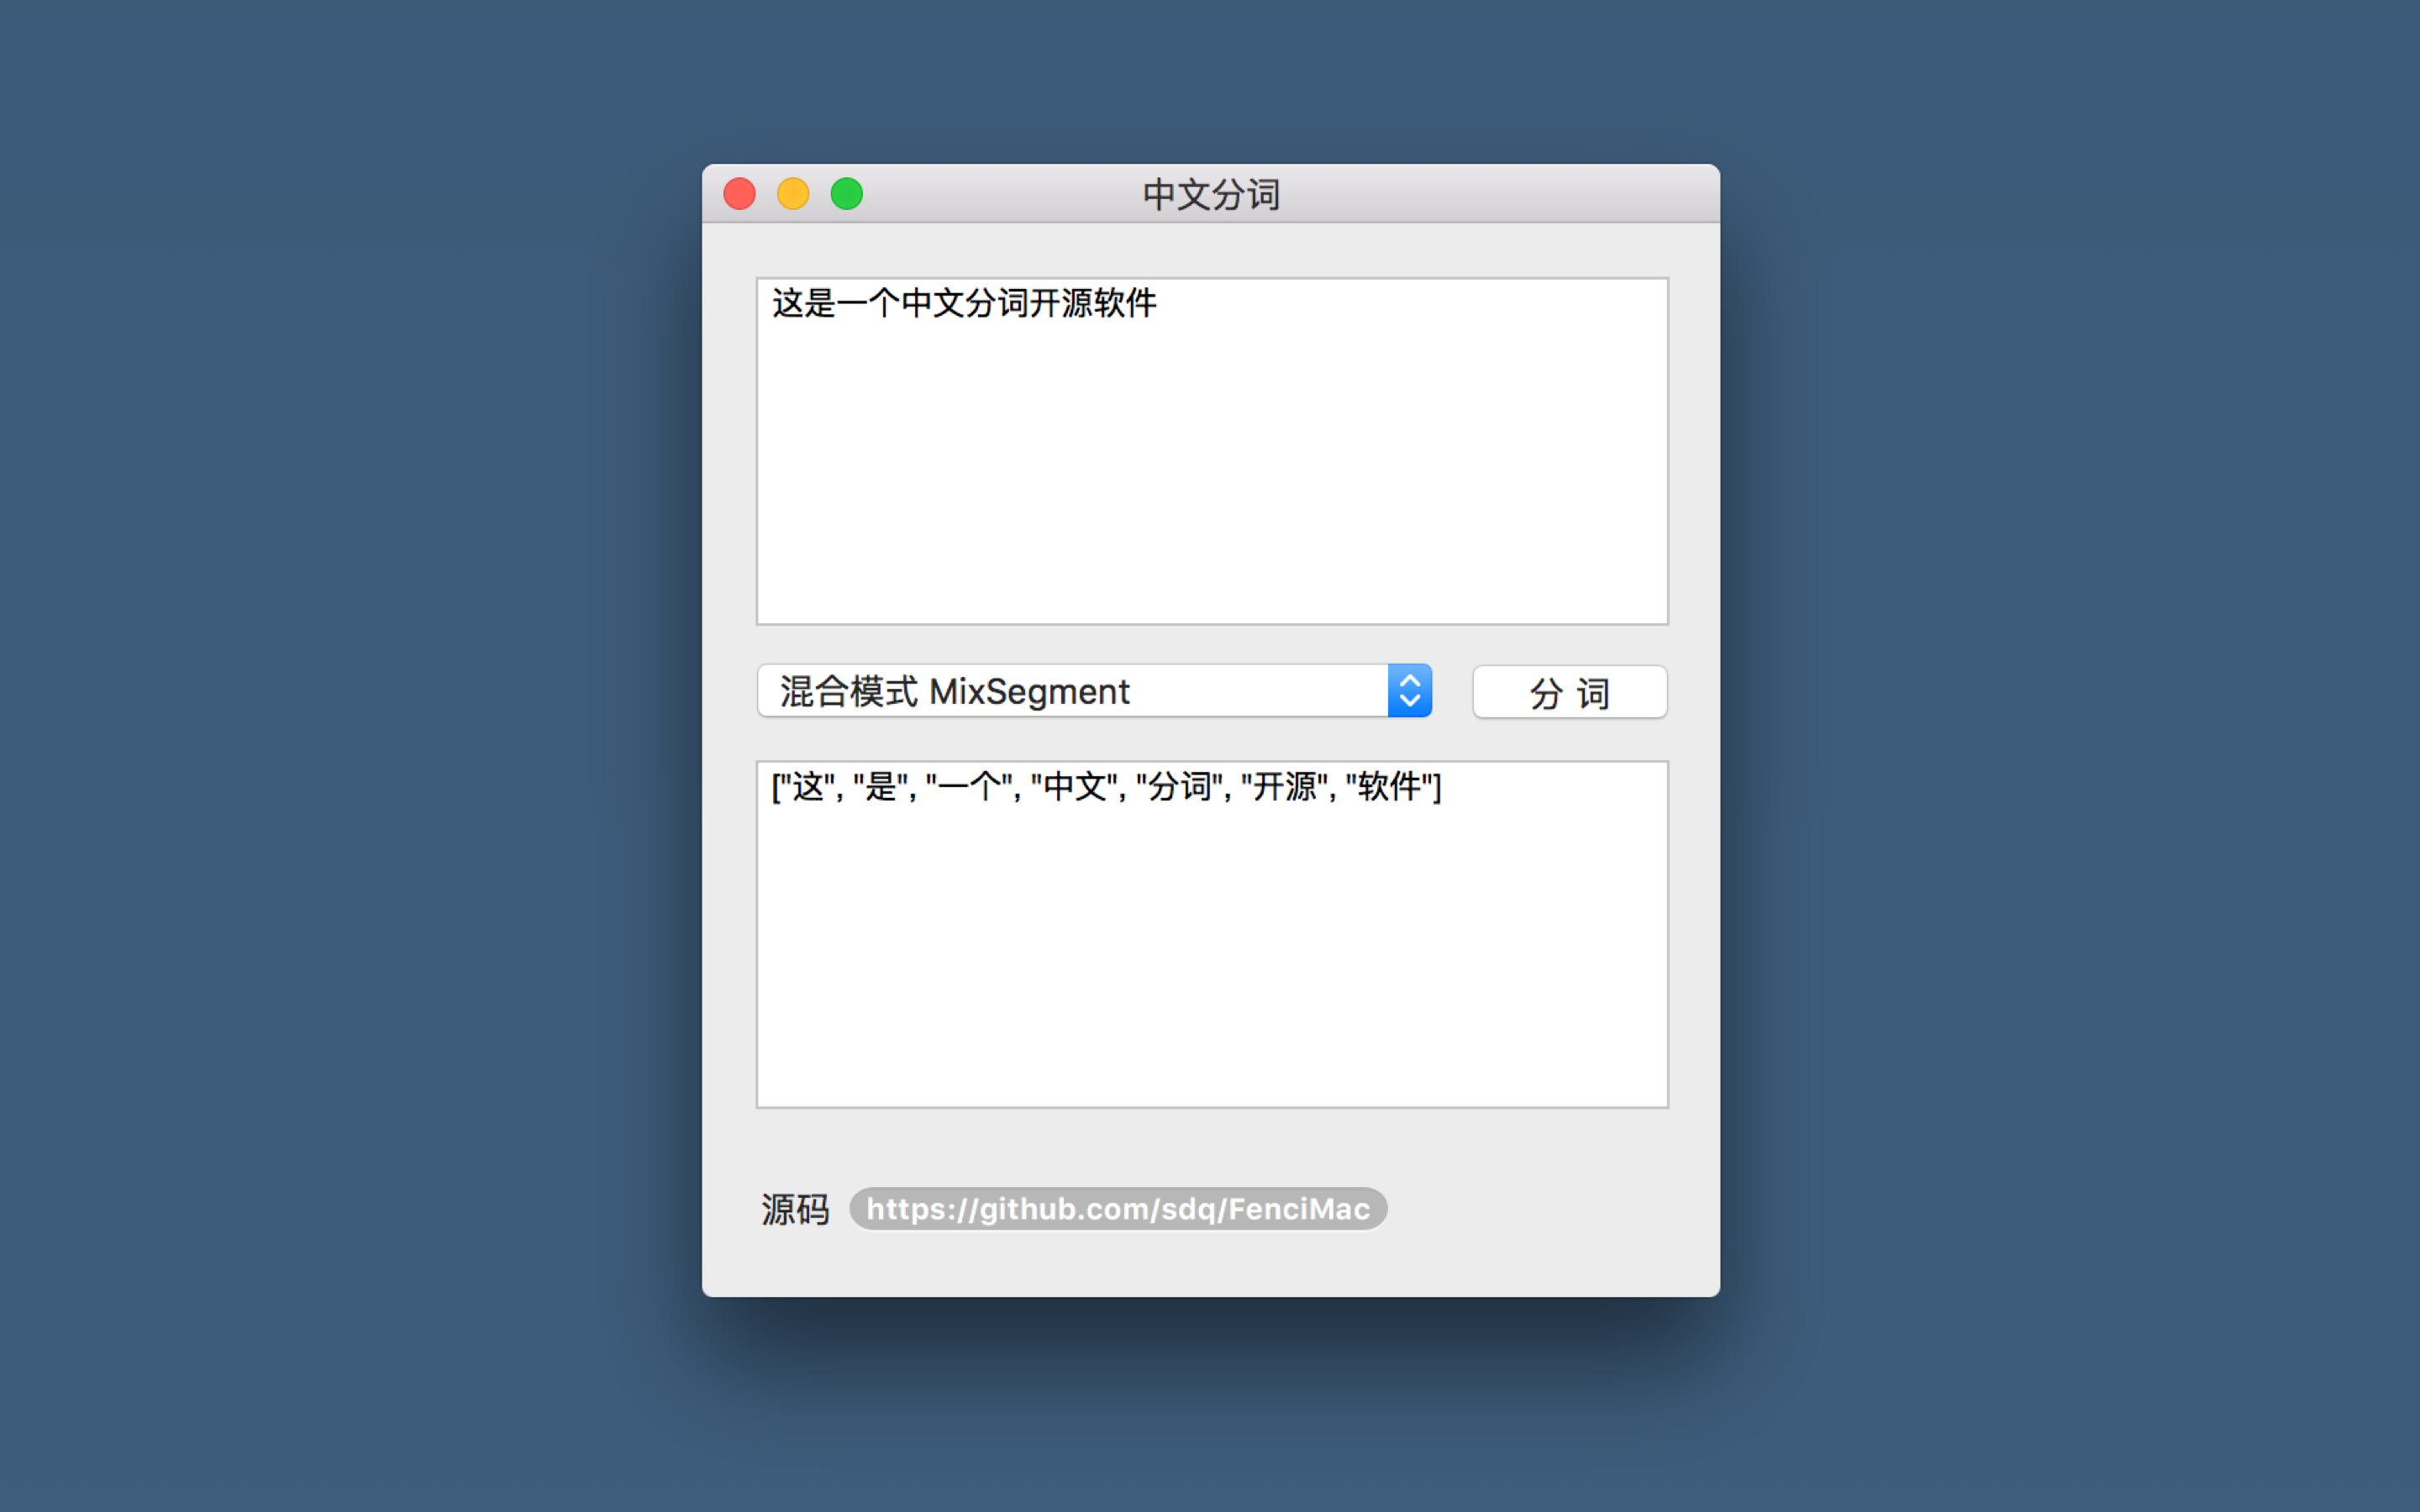 中文分词
这是一个中文分词开源软件
混合模式 MixSegment
分 词
["这", "是", "一个", "中文", "分词", "开源", "软件"]
源码 https://github.com/sdq/FenciMac